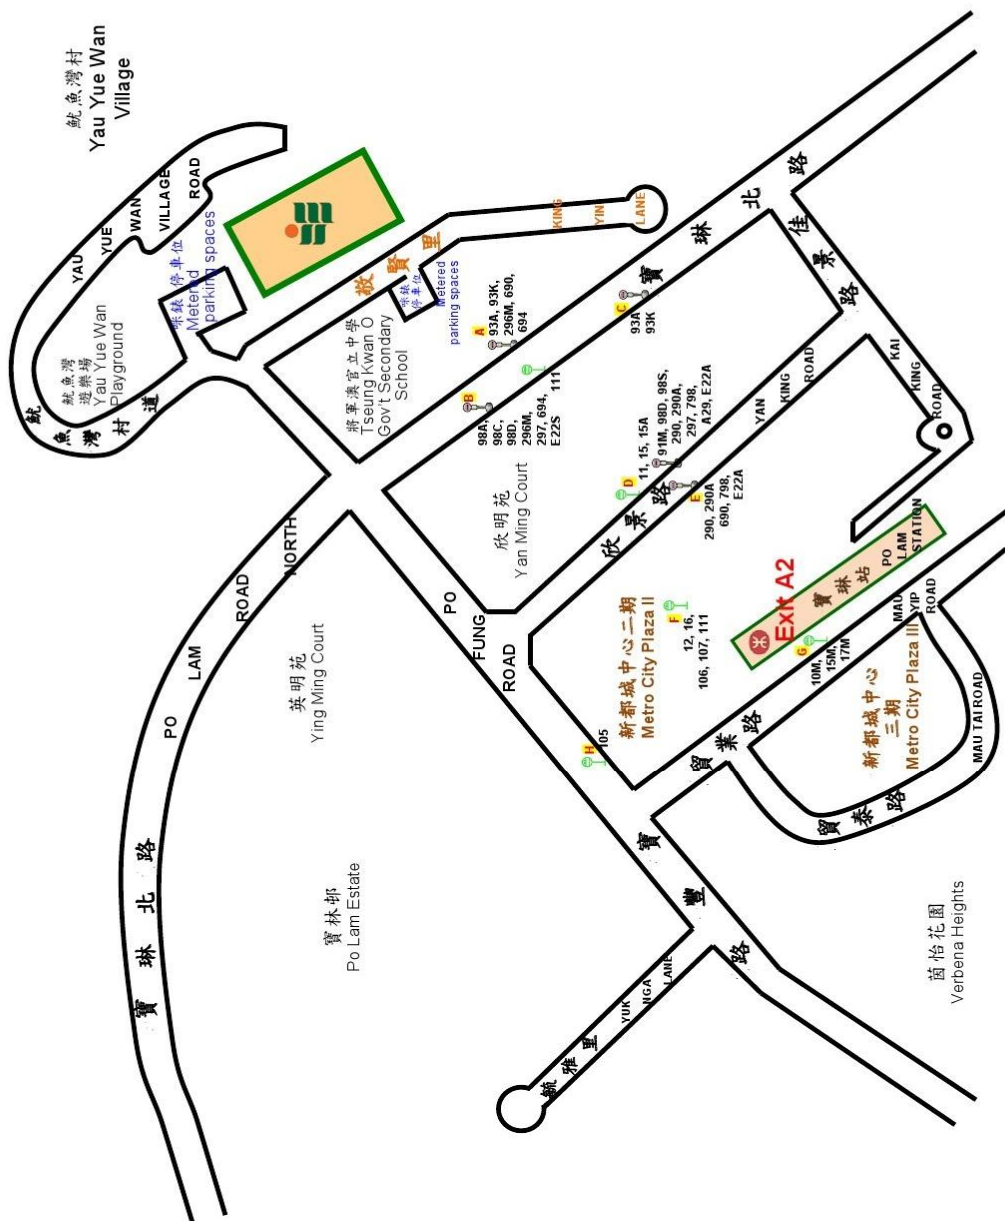 魷魚灣村
Yau Yue Wan
Village
YAU
YUE
WAN
VILLAGE
ROAD
魷
魚
灣
村
道
魷魚灣
遊樂場
Yau Yue Wan
Playground
咪錶 停車位
Metered
parking spaces
敬賢里
KING
YIN
LANE
咪錶
停車位
Metered
parking spaces
將軍澳官立中學
Tseung Kwan O
Gov't Secondary
School
A
93A, 93K,
296M, 690,
694
B
98A,
98C,
98D,
296M,
297, 694,
E22S
111
C
93A
93K
寶琳北路
佳景路
KAI
KING
ROAD
YAN
KING
ROAD
欣景路
欣明苑
Yan Ming Court
D
11, 15, 15A
91M, 98D, 98S,
290, 290A,
297, 798,
A29, E22A
E
290, 290A
690, 798,
E22A
PO
LAM
ROAD
NORTH
寶琳北路
英明苑
Ying Ming Court
PO
FUNG
ROAD
寶豐路
新都城中心二期
Metro City Plaza II
F
12, 16,
106, 107, 111
Exit A2
寶琳站
PO
LAM
STATION
G
10M,
15M,
17M
H
105
MAU
YIP
ROAD
貿業路
新都城中心
三期
Metro City Plaza III
MAU TAI ROAD
貿泰路
寶林邨
Po Lam Estate
YUK
NGA
LANE
毓雅里
茵怡花園
Verbena Heights